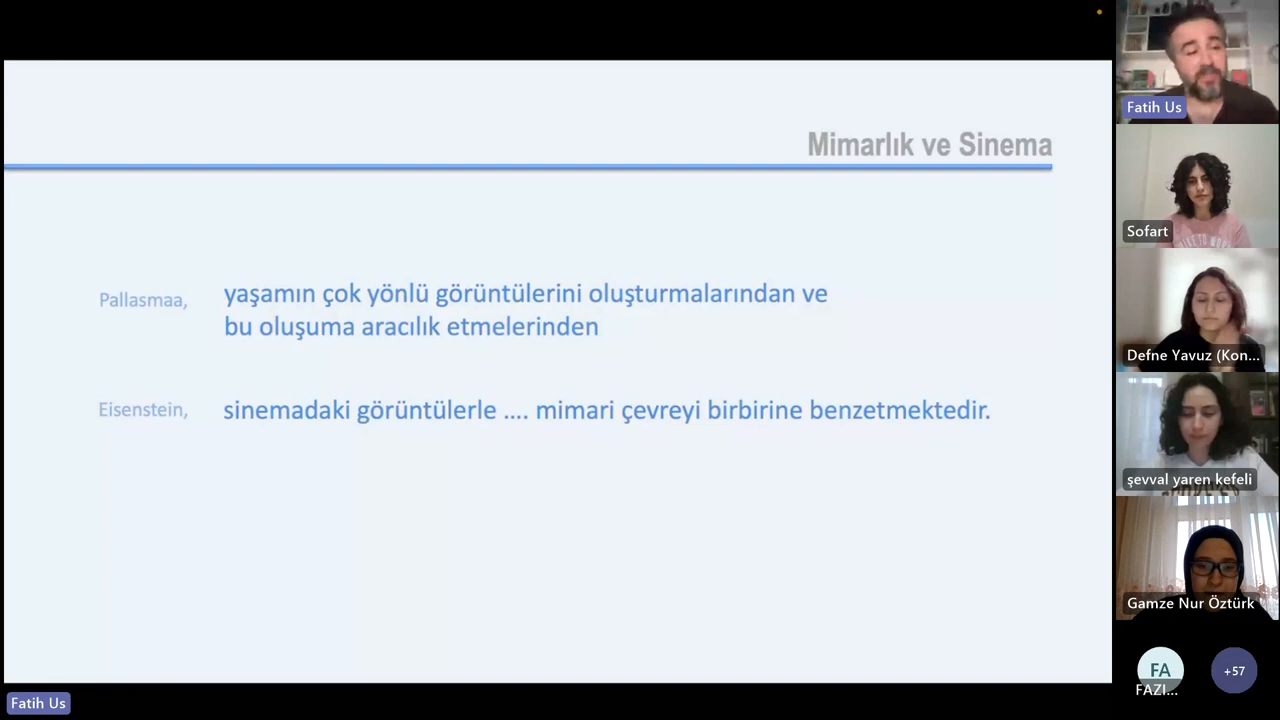 Mimarlık ve Sinema
Pallasmaa,
yaşamın çok yönlü görüntülerini oluşturmalarından ve
bu oluşuma aracılık etmelerinden
Eisenstein,
sinemadaki görüntülerle .... mimari çevreyi birbirine benzetmektedir.
Fatih Us
Fatih Us
Sofart
Defne Yavuz (Kon...
şevval yaren kefeli
Gamze Nur Öztürk
FA
FAZI...
+57